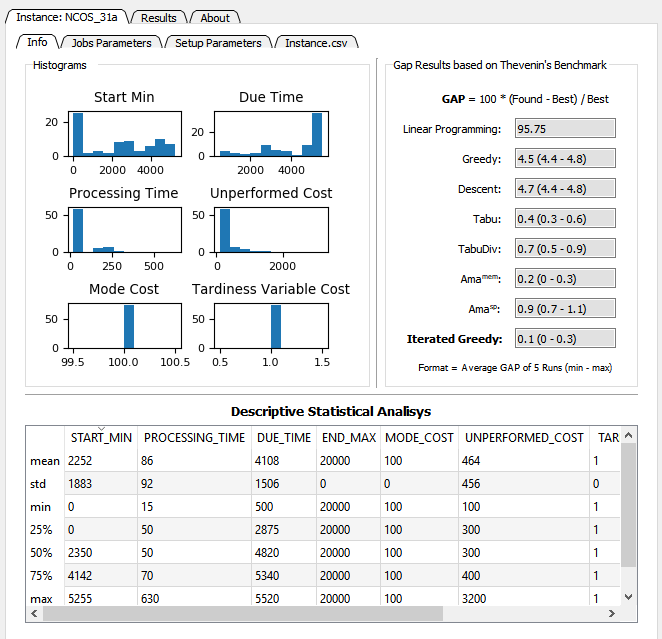 Instance: NCOS_31a Results About
Info Jobs Parameters Setup Parameters Instance.csv
Histograms
Start Min
20
0
0 2000 4000
Due Time
20
0
2000 4000
Processing Time
50
0
0 250 500
Unperformed Cost
50
0
0 2000
Mode Cost
50
0
99.5 100.0 100.5
Tardiness Variable Cost
50
0
0.5 1.0 1.5
Gap Results based on Thevenin's Benchmark
GAP = 100 * (Found - Best) / Best
Linear Programming: 95.75
Greedy: 4.5 (4.4 - 4.8)
Descent: 4.7 (4.4 - 4.8)
Tabu: 0.4 (0.3 - 0.6)
TabuDiv: 0.7 (0.5 - 0.9)
Amamem: 0.2 (0 - 0.3)
Amasp: 0.9 (0.7 - 1.1)
Iterated Greedy: 0.1 (0 - 0.3)
Format = Average GAP of 5 Runs (min - max)
Descriptive Statistical Analisys
START_MIN PROCESSING_TIME DUE_TIME END_MAX MODE_COST UNPERFORMED_COST TAR
mean 2252 86 4108 20000 100 464 1
std 1883 92 1506 0 0 456 0
min 0 15 500 20000 100 100 1
25% 0 50 2875 20000 100 300 1
50% 2350 50 4820 20000 100 300 1
75% 4142 70 5340 20000 100 400 1
max 5255 630 5520 20000 100 3200 1